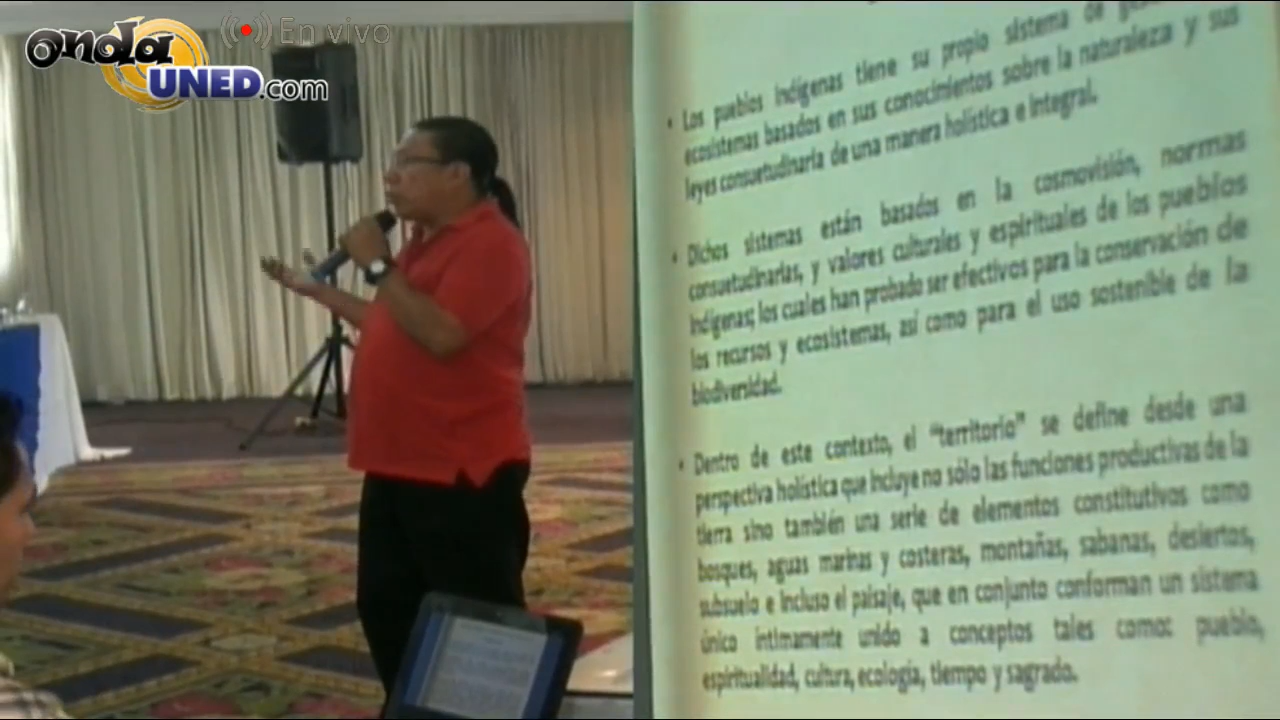 onda
UNED.com
En vivo
Los pueblos indígenas tiene su propio sistema de
ecosistemas basados en sus conocimientos sobre la naturaleza y sus
leyes consuetudinaria de una manera holística e integral.
Dichos sistemas están basados en la cosmovisión, normas
consuetudinarias, y valores culturales y espirituales de los pueblos
indígenas; los cuales han probado ser efectivos para la conservación de
los recursos y ecosistemas, así como para el uso sostenible de la
biodiversidad.
Dentro de este contexto, el "territorio" se define desde una
perspectiva holística que incluye no sólo las funciones productivas de la
tierra sino también una serie de elementos constitutivos como
bosques, aguas marinas y costeras, montañas, sabanas, desiertos,
subsuelo e incluso el paisaje, que en conjunto conforman un sistema
único íntimamente unido a conceptos tales como: pueblo,
espiritualidad, cultura, ecología, tiempo y sagrado.